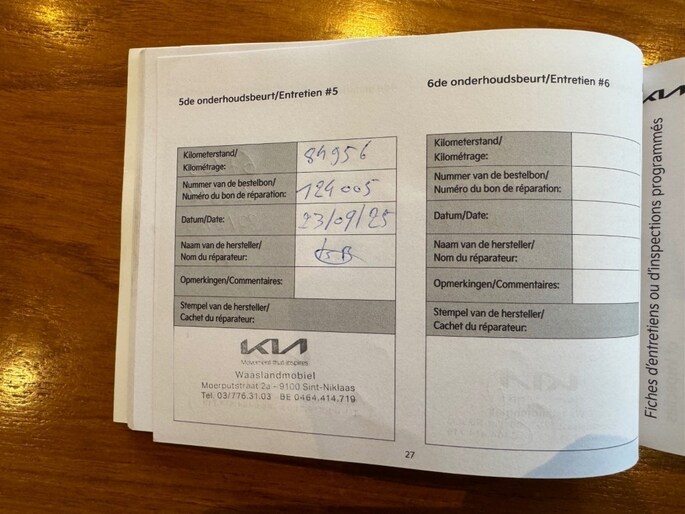 5de onderhoudsbeurt/Entretien #5
Kilometerstand/
Kilométrage:
84956
Nummer van de bestelbon/
Numéro du bon de réparation:
124005
Datum/Date:
23/09/25
Naam van de hersteller/
Nom du réparateur:
Opmerkingen/Commentaires:
Stempel van de hersteller/
Cachet du réparateur:
KIA
Movement that inspires
Waaslandmobiel
Moerputstraat 2a - 9100 Sint-Niklaas
Tel. 03/776.31.03 BE 0464.414.719
27
6de onderhoudsbeurt/Entretien #6
Kilometerstand/
Kilométrage:
Nummer van de bestelbon/
Numéro du bon de réparation:
Datum/Date:
Naam van de hersteller/
Nom du réparateur:
Opmerkingen/Commentaires:
Stempel van de hersteller/
Cachet du réparateur:
KIA
Fiches d'entretiens ou d'inspections programmés